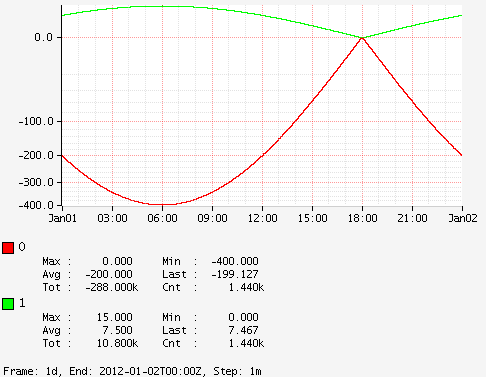 0.0
-100.0
-200.0
-300.0
-400.0
Jan01 03:00 06:00 09:00 12:00 15:00 18:00 21:00 Jan02
0
Max : 0.000 Min : -400.000
Avg : -200.000 Last : -199.127
Tot : -288.000k Cnt : 1.440k
1
Max : 15.000 Min : 0.000
Avg : 7.500 Last : 7.467
Tot : 10.800k Cnt : 1.440k
Frame: 1d, End: 2012-01-02T00:00Z, Step: 1m